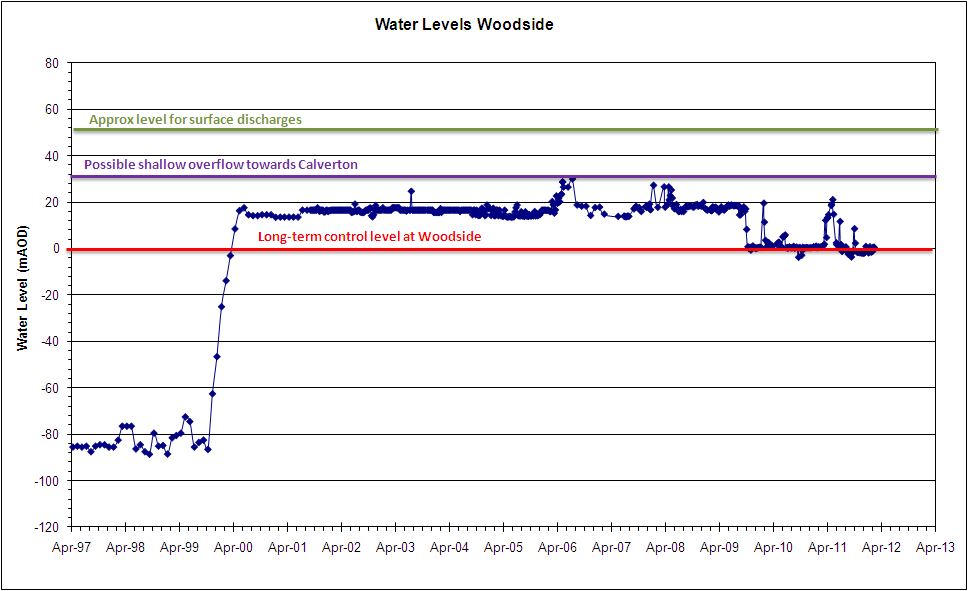 Water Levels Woodside
80
60
Approx level for surface discharges
40
Possible shallow overflow towards Calverton
20
Long-term control level at Woodside
0
Water Level (mAOD)
-20
-40
-60
-80
-100
-120
Apr-97 Apr-98 Apr-99 Apr-00 Apr-01 Apr-02 Apr-03 Apr-04 Apr-05 Apr-06 Apr-07 Apr-08 Apr-09 Apr-10 Apr-11 Apr-12 Apr-13